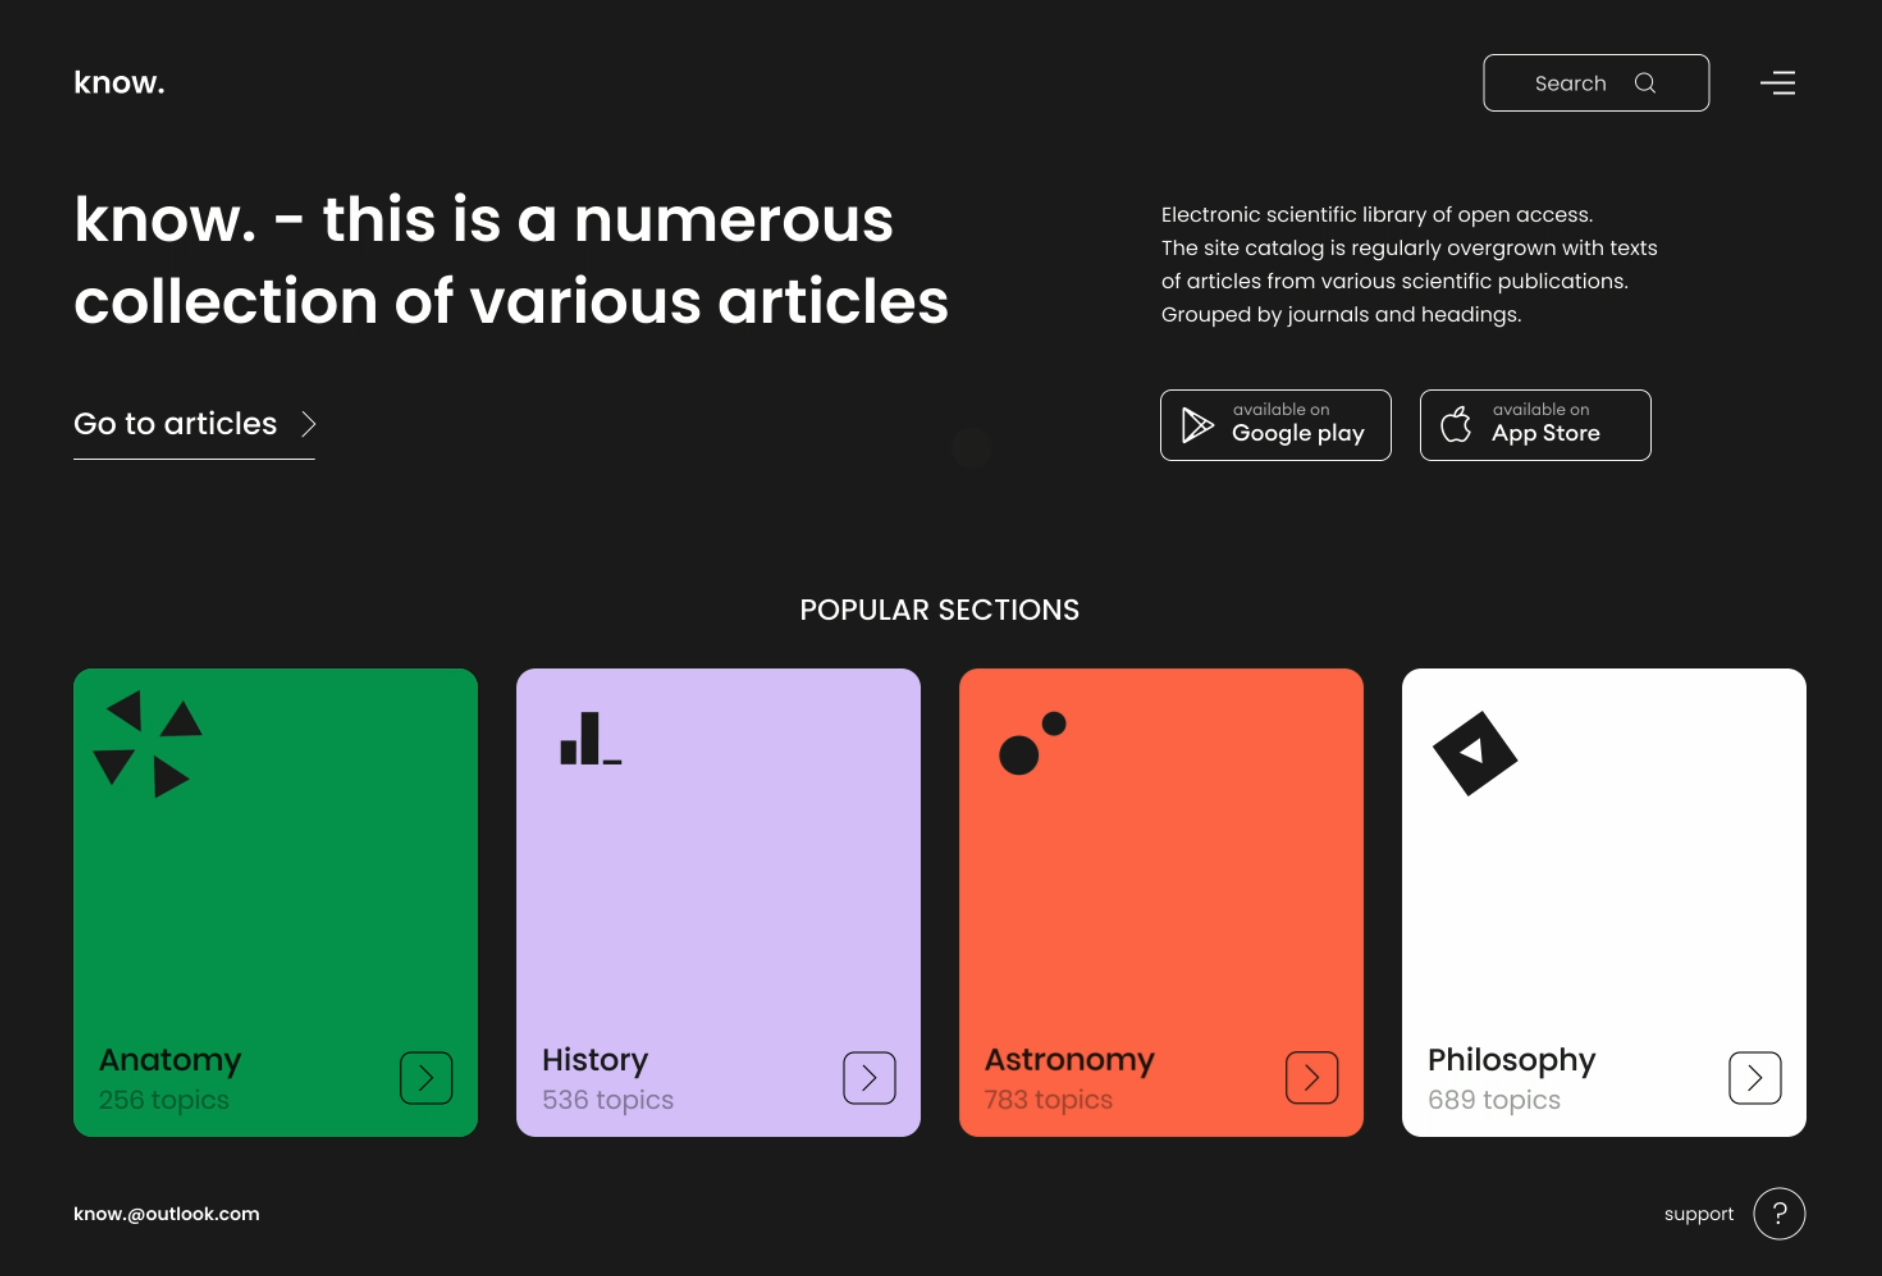 know.
Search
know. - this is a numerous
collection of various articles
Electronic scientific library of open access.
The site catalog is regularly overgrown with texts
of articles from various scientific publications.
Grouped by journals and headings.
Go to articles
available on
Google play
available on
App Store
POPULAR SECTIONS
Anatomy
256 topics
History
536 topics
Astronomy
783 topics
Philosophy
689 topics
know.@outlook.com
support
?